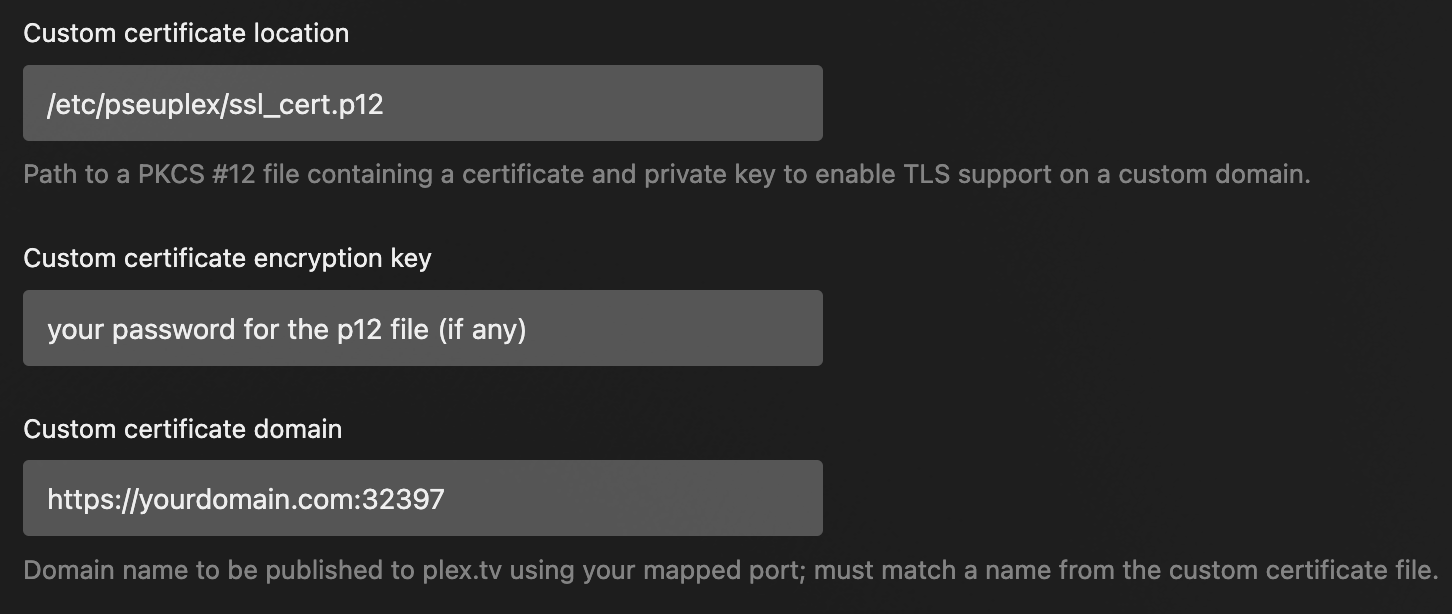 Custom certificate location
/etc/pseuplex/ssl_cert.p12
Path to a PKCS #12 file containing a certificate and private key to enable TLS support on a custom domain.
Custom certificate encryption key
your password for the p12 file (if any)
Custom certificate domain
https://yourdomain.com:32397
Domain name to be published to plex.tv using your mapped port; must match a name from the custom certificate file.